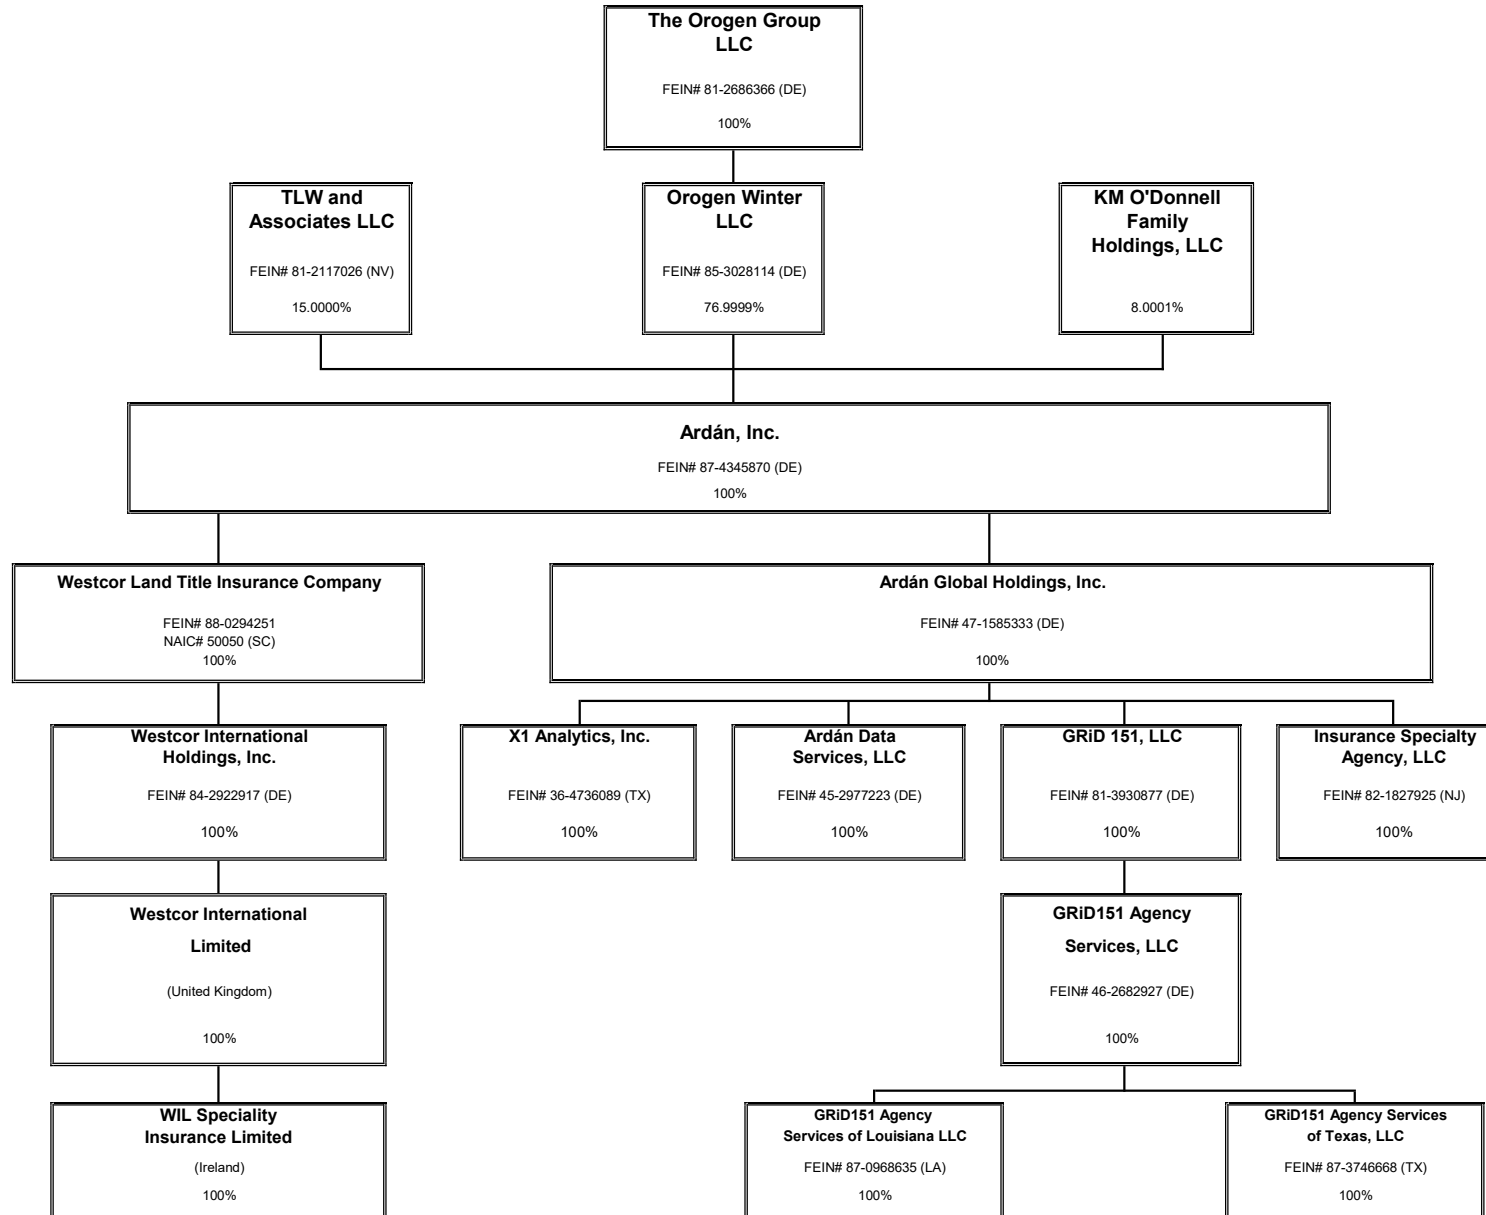 The Orogen Group
LLC
FEIN# 81-2686366 (DE)
100%
TLW and
Associates LLC
FEIN# 81-2117026 (NV)
15.0000%
Orogen Winter
LLC
FEIN# 85-3028114 (DE)
76.9999%
KM O'Donnell
Family
Holdings, LLC
8.0001%
Ardán, Inc.
FEIN# 87-4345870 (DE)
100%
Westcor Land Title Insurance Company
FEIN# 88-0294251
NAIC# 50050 (SC)
100%
Ardán Global Holdings, Inc.
FEIN# 47-1585333 (DE)
100%
Westcor International
Holdings, Inc.
FEIN# 84-2922917 (DE)
100%
X1 Analytics, Inc.
FEIN# 36-4736089 (TX)
100%
Ardán Data
Services, LLC
FEIN# 45-2977223 (DE)
100%
GRiD 151, LLC
FEIN# 81-3930877 (DE)
100%
Insurance Specialty
Agency, LLC
FEIN# 82-1827925 (NJ)
100%
Westcor International
Limited
(United Kingdom)
100%
GRiD151 Agency
Services, LLC
FEIN# 46-2682927 (DE)
100%
WIL Speciality
Insurance Limited
(Ireland)
100%
GRiD151 Agency
Services of Louisiana LLC
FEIN# 87-0968635 (LA)
100%
GRiD151 Agency Services
of Texas, LLC
FEIN# 87-3746668 (TX)
100%